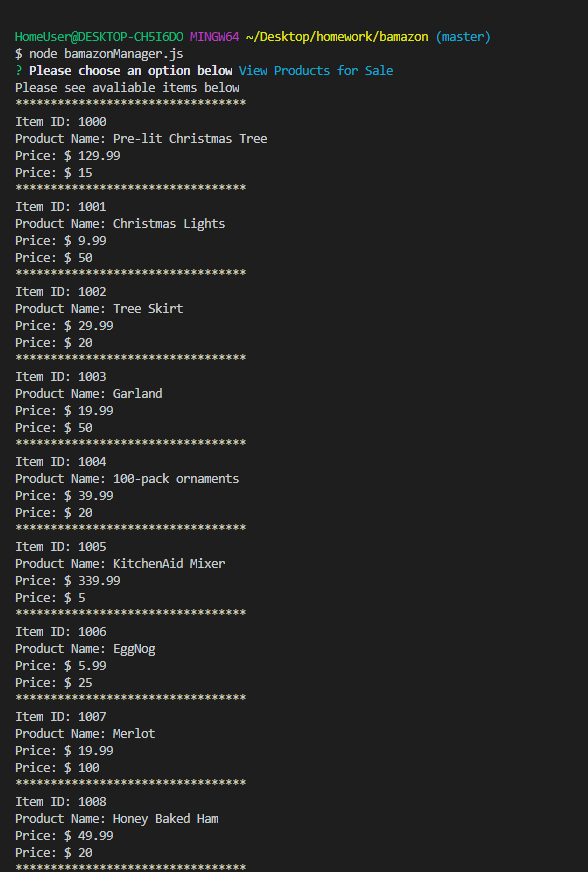 HomeUser@DESKTOP-CH5I6DO MINGW64 ~/Desktop/homework/bamazon (master)
$ node bamazonManager.js
? Please choose an option below View Products for Sale
Please see avaliable items below
*********************************
Item ID: 1000
Product Name: Pre-lit Christmas Tree
Price: $ 129.99
Price: $ 15
*********************************
Item ID: 1001
Product Name: Christmas Lights
Price: $ 9.99
Price: $ 50
*********************************
Item ID: 1002
Product Name: Tree Skirt
Price: $ 29.99
Price: $ 20
*********************************
Item ID: 1003
Product Name: Garland
Price: $ 19.99
Price: $ 50
*********************************
Item ID: 1004
Product Name: 100-pack ornaments
Price: $ 39.99
Price: $ 20
*********************************
Item ID: 1005
Product Name: KitchenAid Mixer
Price: $ 339.99
Price: $ 5
*********************************
Item ID: 1006
Product Name: EggNog
Price: $ 5.99
Price: $ 25
*********************************
Item ID: 1007
Product Name: Merlot
Price: $ 19.99
Price: $ 100
*********************************
Item ID: 1008
Product Name: Honey Baked Ham
Price: $ 49.99
Price: $ 20
*********************************